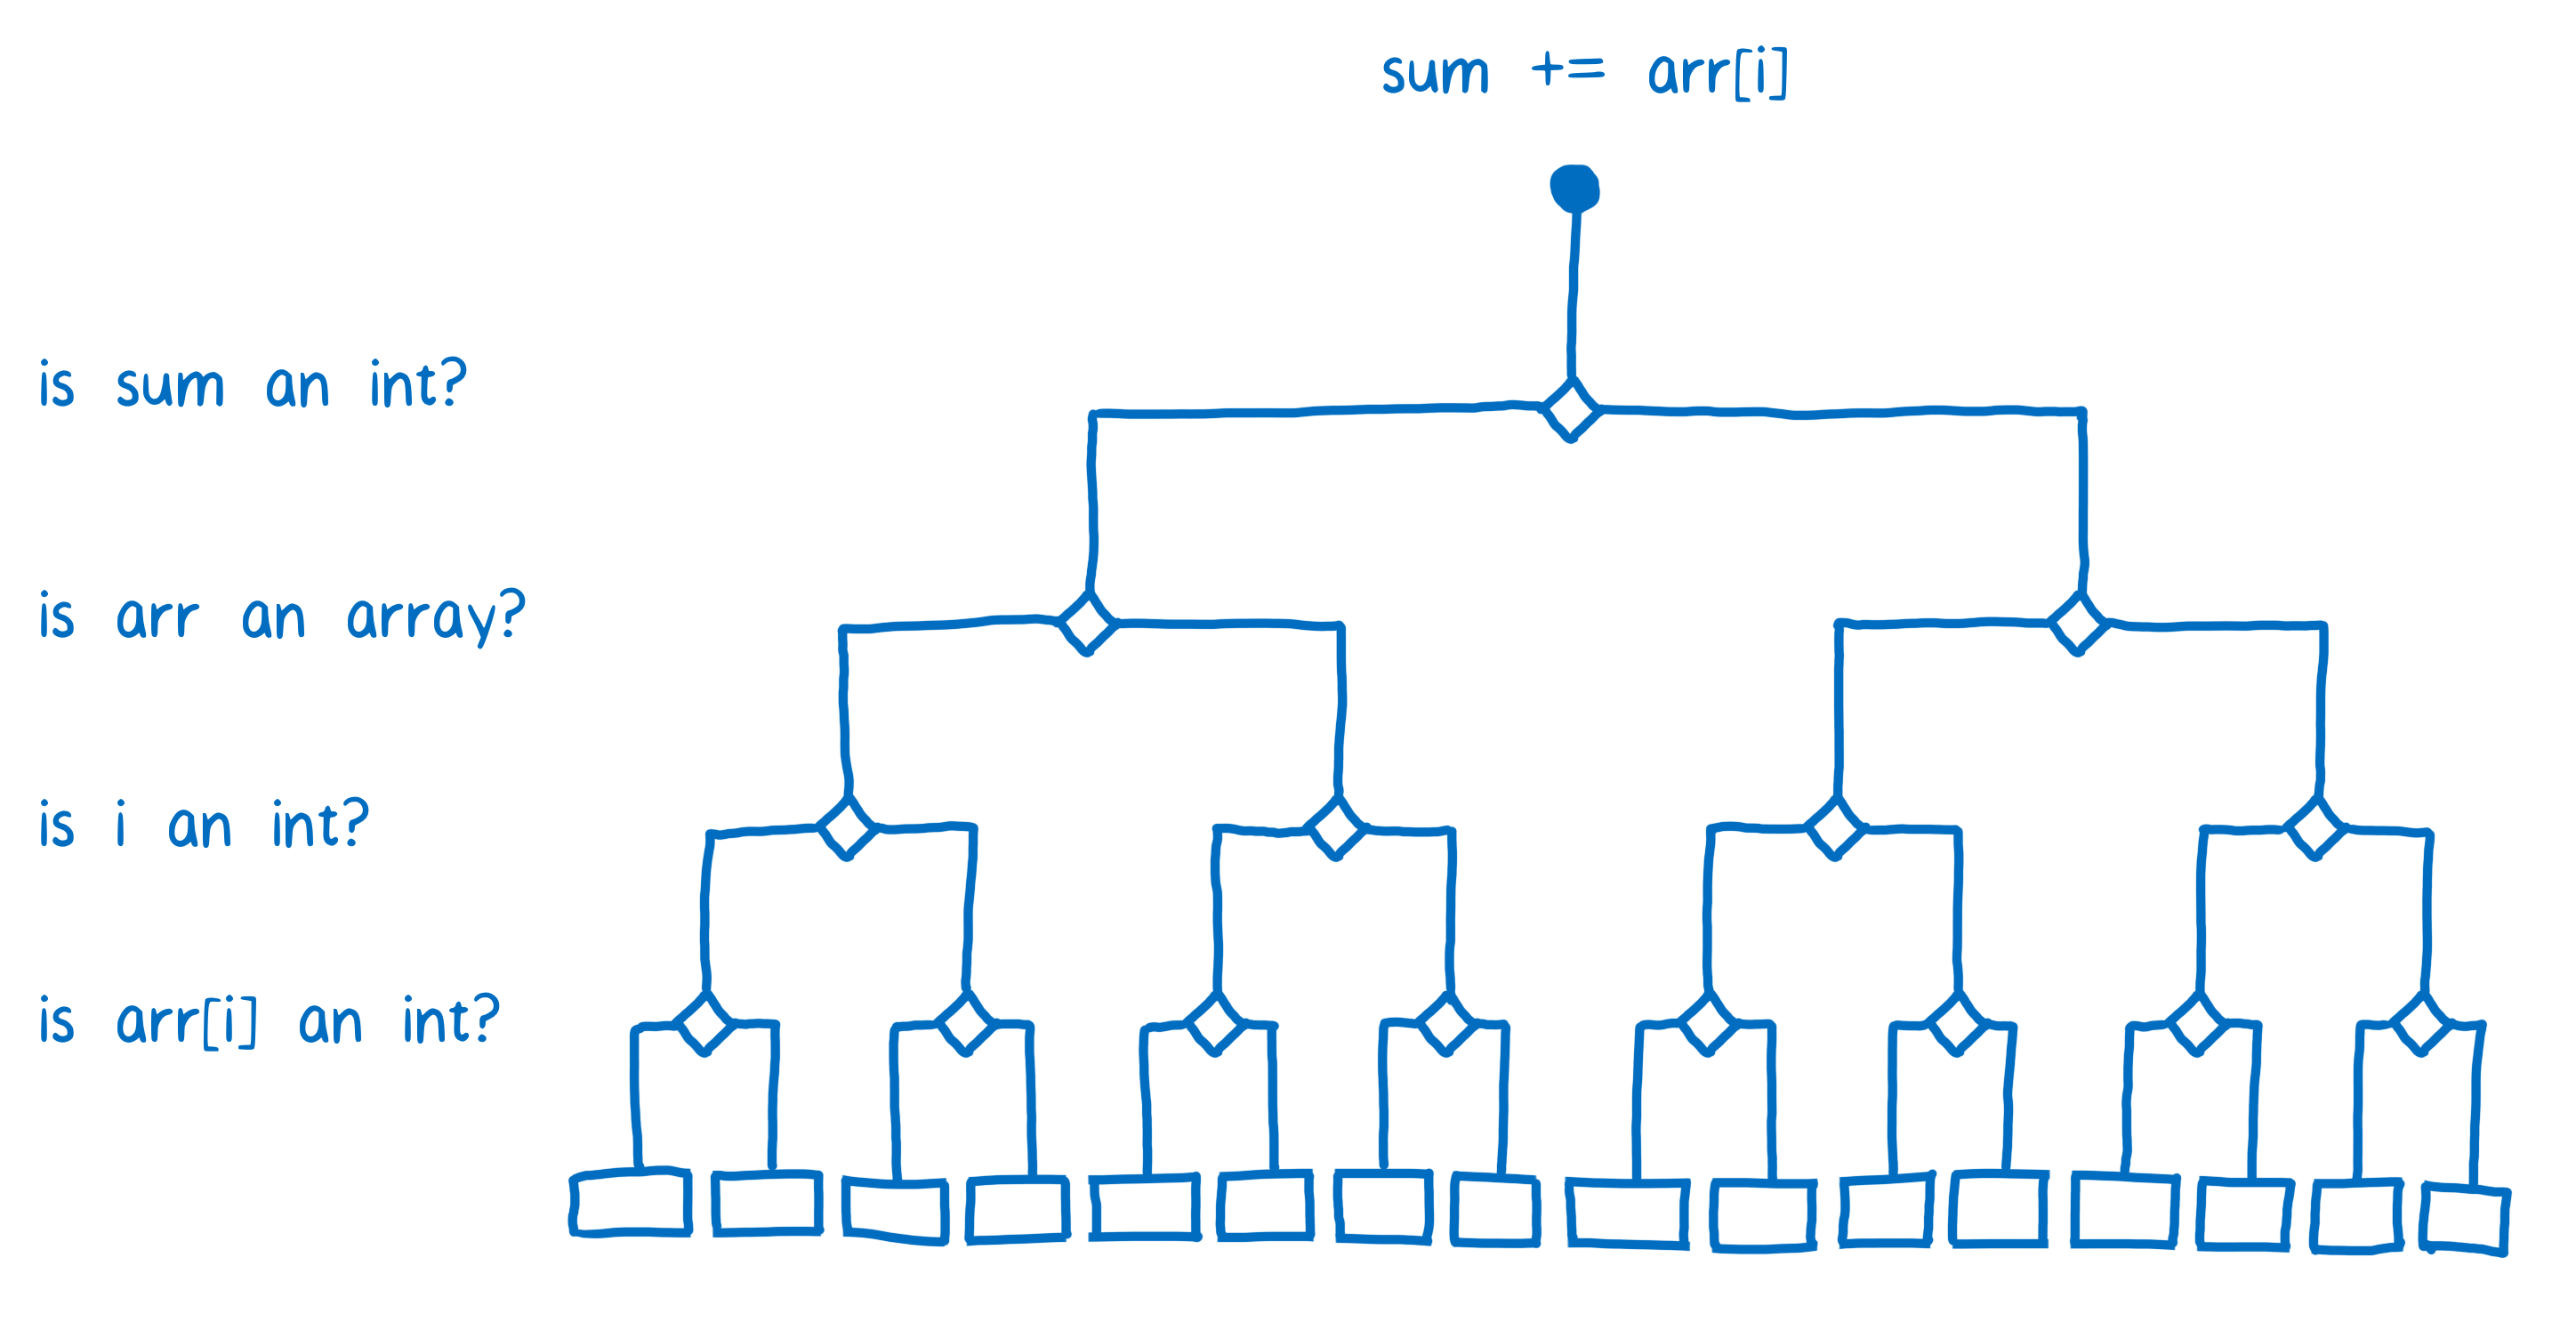 sum += arr[i]
is sum an int?
is arr an array?
is i an int?
is arr[i] an int?